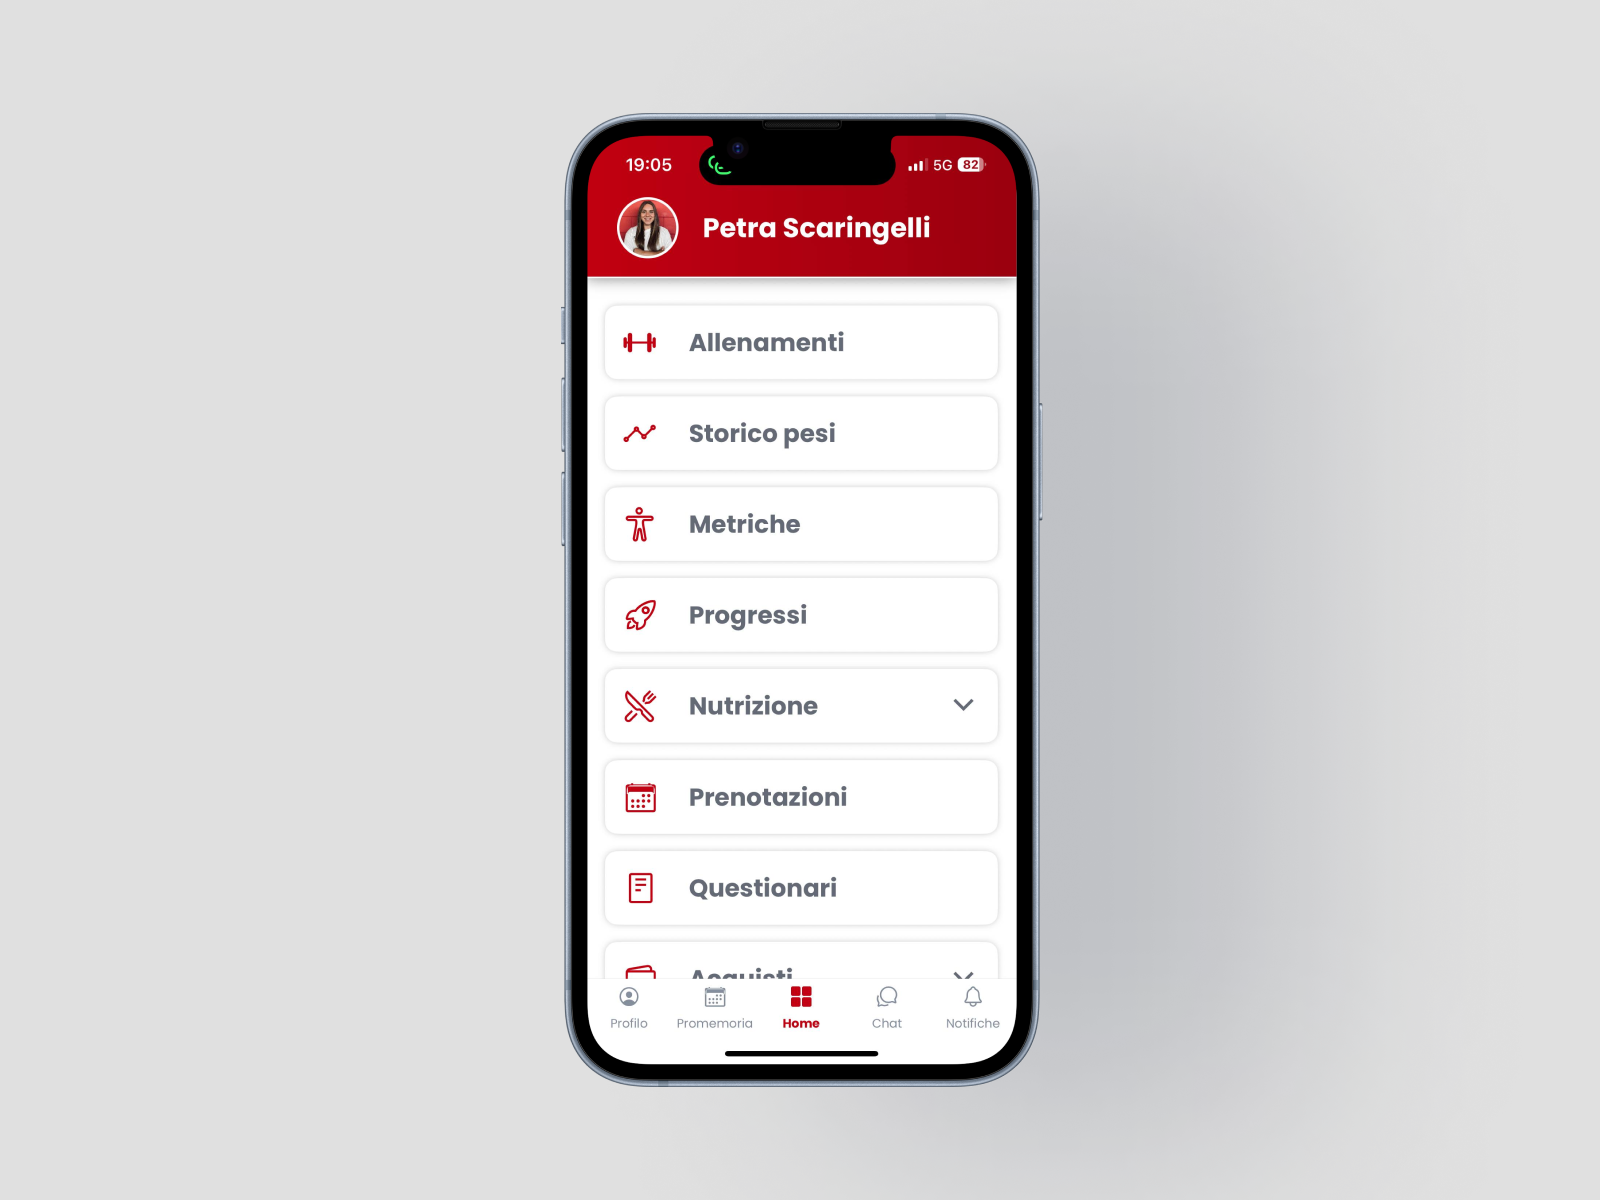 19:05 5G 82
Petra Scaringelli
Allenamenti
Storico pesi
Metriche
Progressi
Nutrizione
Prenotazioni
Questionari
Acquisti
Profilo Promemoria Home Chat Notifiche